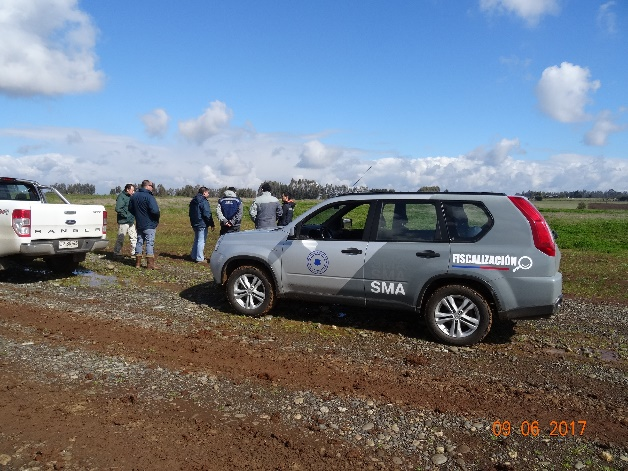 RANGER
FISCALIZACIÓN
SMA
09 06 2017